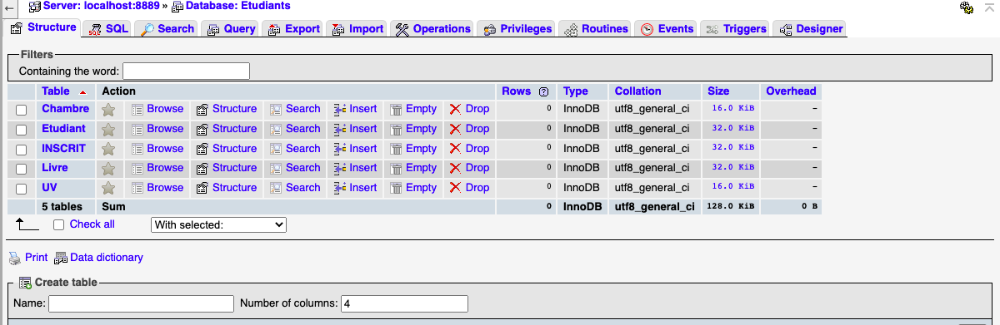 Server: localhost:8889 » Database: Etudiants
Structure SQL Search Query Export Import Operations Privileges Routines Events Triggers Designer
Filters
Containing the word:
Table Action Rows Type Collation Size Overhead
Chambre Browse Structure Search Insert Empty Drop 0 InnoDB utf8_general_ci 16.0 KiB –
Etudiant Browse Structure Search Insert Empty Drop 0 InnoDB utf8_general_ci 32.0 KiB –
INSCRIT Browse Structure Search Insert Empty Drop 0 InnoDB utf8_general_ci 32.0 KiB –
Livre Browse Structure Search Insert Empty Drop 0 InnoDB utf8_general_ci 32.0 KiB –
UV Browse Structure Search Insert Empty Drop 0 InnoDB utf8_general_ci 16.0 KiB –
5 tables Sum 0 InnoDB utf8_general_ci 128.0 KiB 0 B
Check all With selected:
Print Data dictionary
Create table
Name: Number of columns: 4